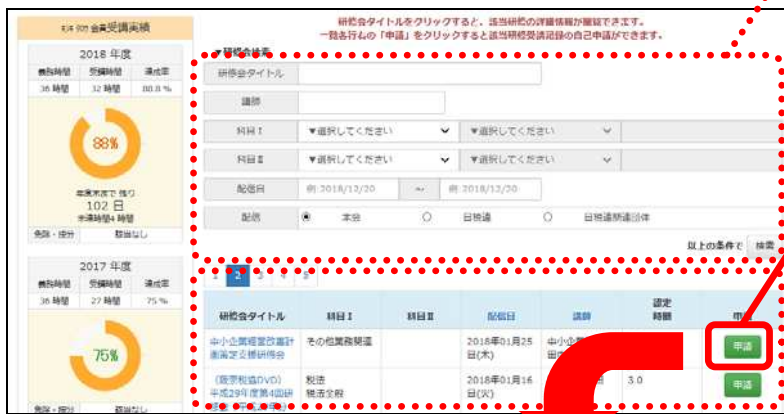 会員受講実績
2018 年度
義務時間 受講時間 達成率
36 時間 32 時間 88.8 %
88%
年度末まで 残り
102 日
未達時間4 時間
免除・按分 該当なし
2017 年度
義務時間 受講時間 達成率
36 時間 27 時間 75 %
75%
免除・按分 該当なし
研修会タイトルをクリックすると、該当研修の詳細情報が閲覧できます。
一覧各行の「申請」をクリックすると該当研修受講記録の自己申請ができます。
▼研修会検索
研修会タイトル
講師
科目 I ▼選択してください ▼選択してください
科目 II ▼選択してください ▼選択してください
配信日 例:2018/12/20 ~ 例:2018/12/20
配信 本会 日税連 日税連関連団体
以上の条件で 検索
1 2 3 4 5
研修会タイトル 科目 I 科目 II 配信日 講師 認定時間 申請
中小企業経営改善計画策定支援研修会 その他業務関連 2018年01月25日(木) 申請
平成29年度第4回研 税法 税法全般 2018年01月16日(火) 3.0 申請